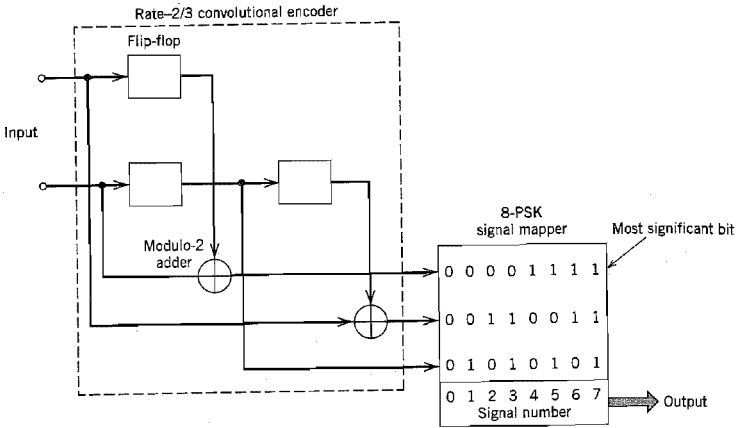 Rate–2/3 convolutional encoder
Flip-flop
Input
Modulo-2
adder
8-PSK
signal mapper
Most significant bit
0 0 0 0 1 1 1 1
0 0 1 1 0 0 1 1
0 1 0 1 0 1 0 1
0 1 2 3 4 5 6 7
Signal number
Output